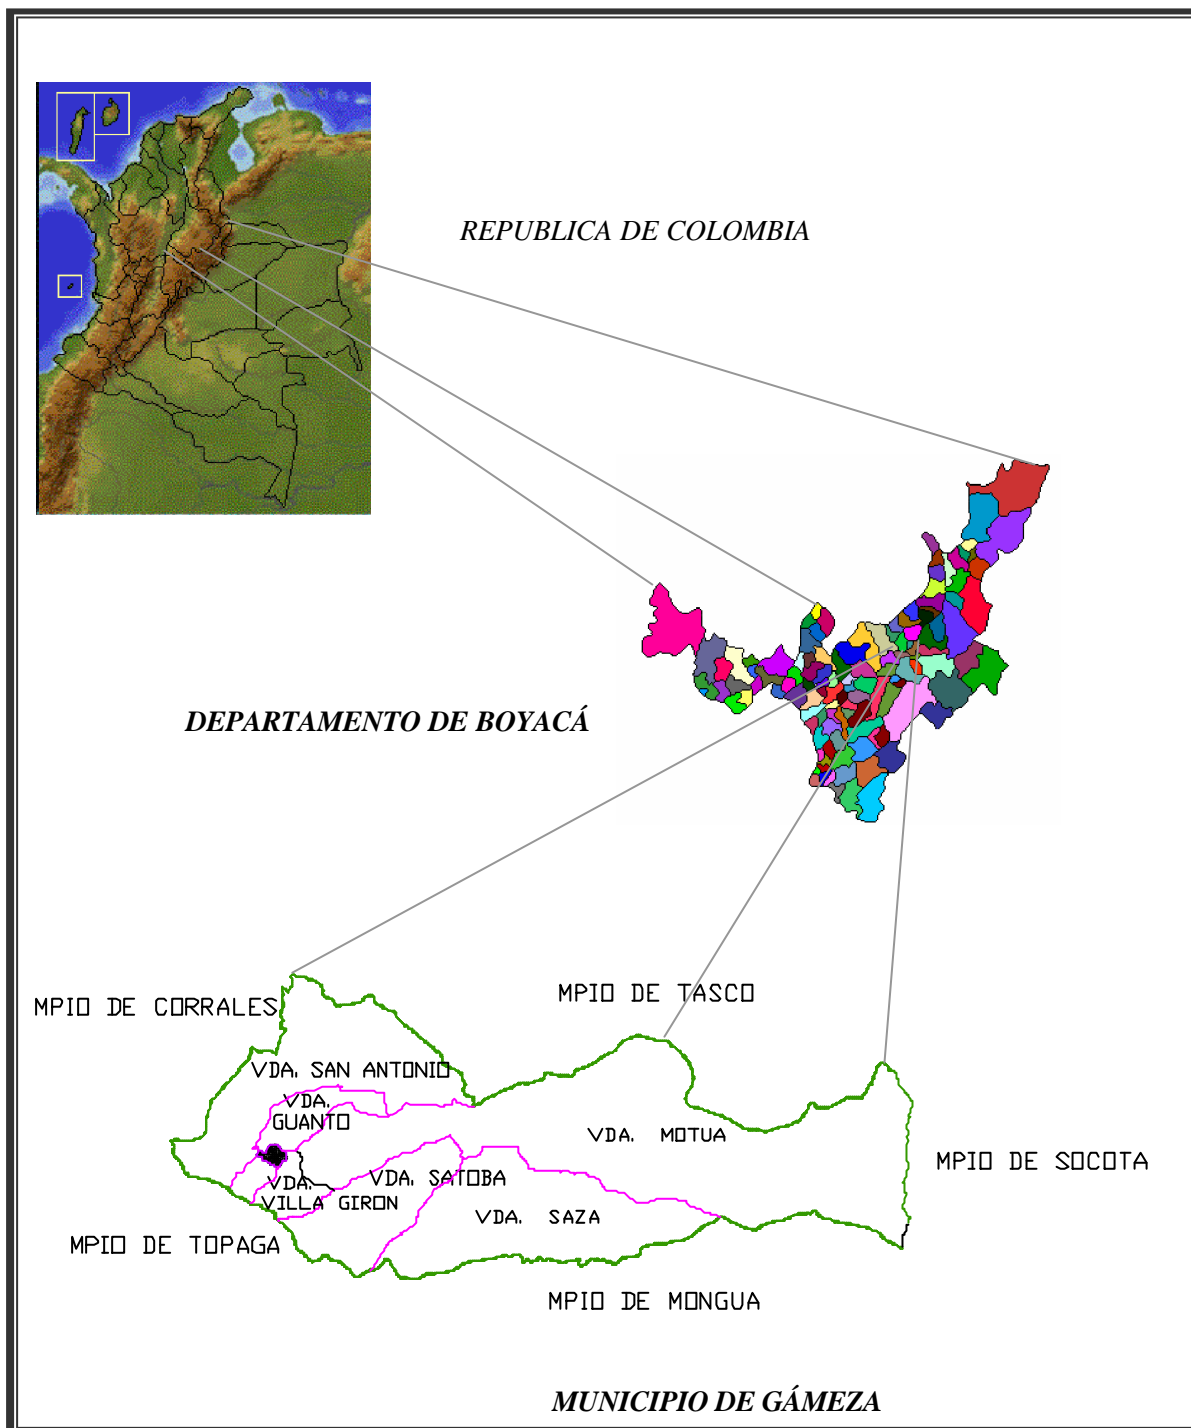 REPUBLICA DE COLOMBIA
DEPARTAMENTO DE BOYACÁ
MPIO DE CORRALES
MPIO DE TASCO
VDA. SAN ANTONIO
VDA.
GUANTO
VDA. MOTUA
MPIO DE SOCOTA
VDA. SATOBA
VDA.
VILLA GIRON
VDA. SAZA
MPIO DE TOPAGA
MPIO DE MONGUA
MUNICIPIO DE GÁMEZA